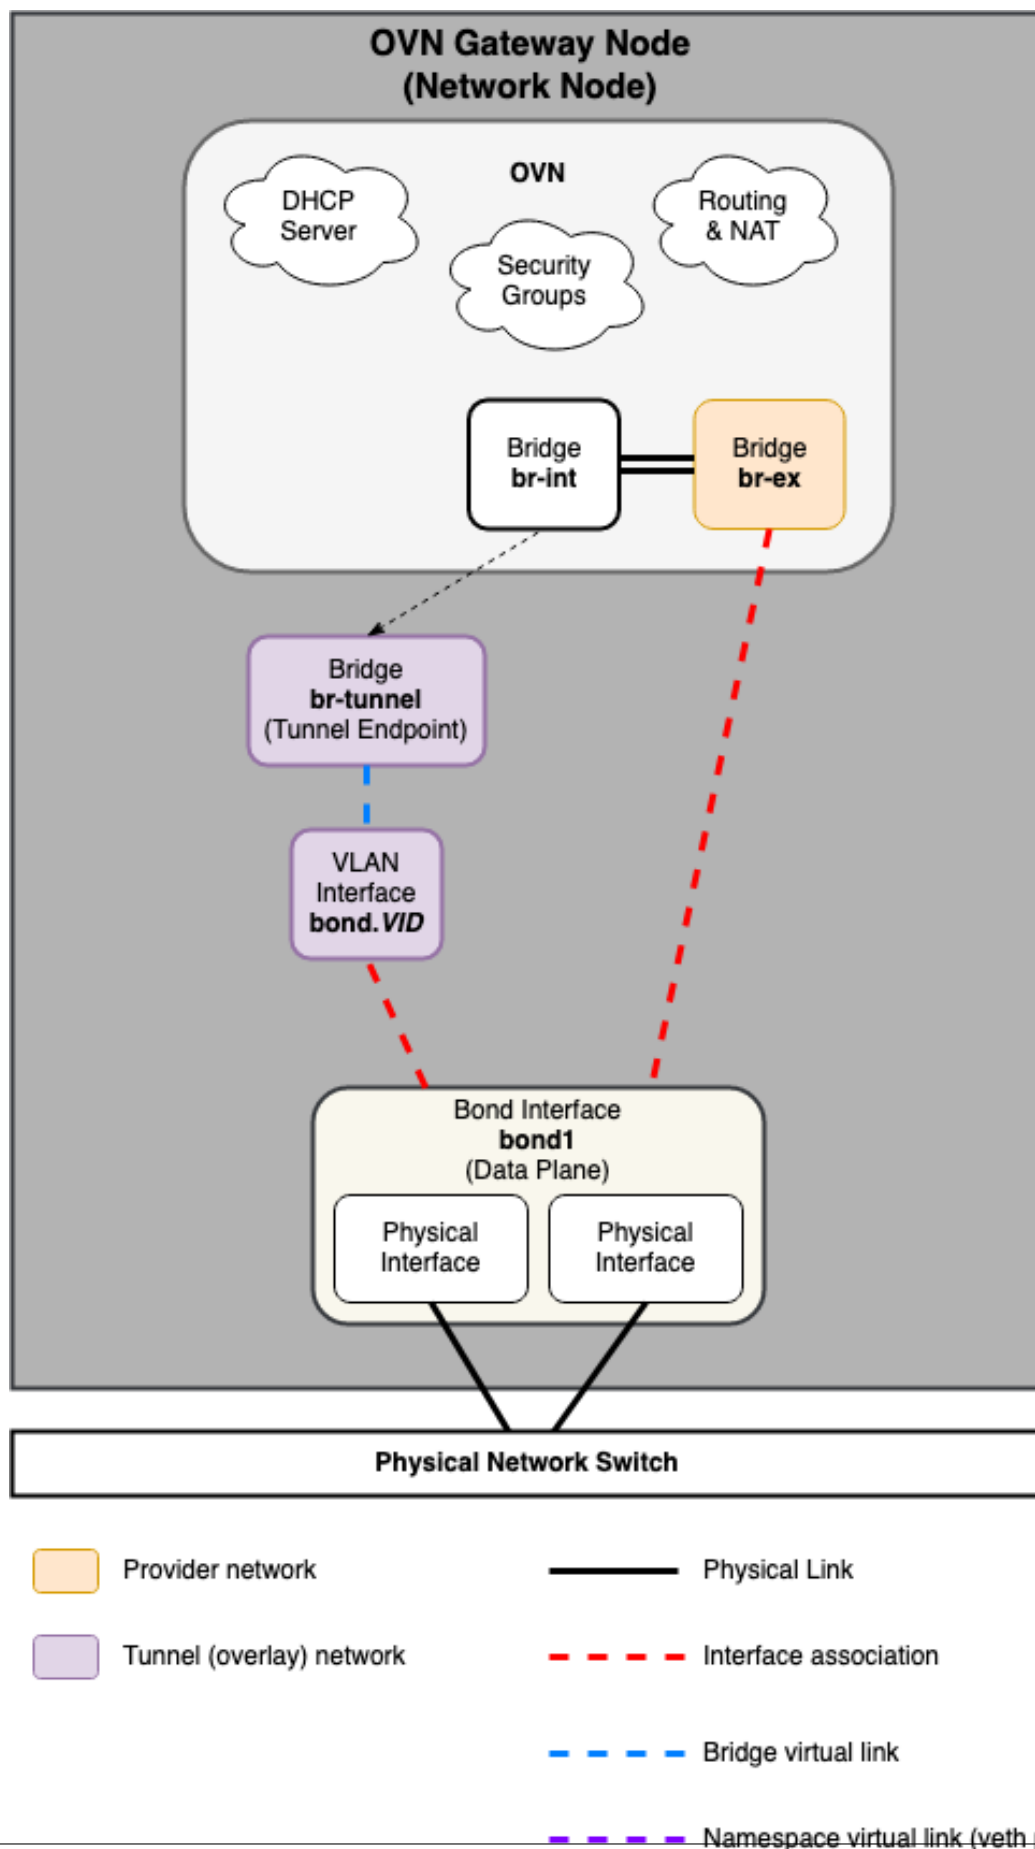 OVN Gateway Node
(Network Node)
OVN
DHCP
Server
Routing
& NAT
Security
Groups
Bridge
br-int
Bridge
br-ex
Bridge
br-tunnel
(Tunnel Endpoint)
VLAN
Interface
bond.VID
Bond Interface
bond1
(Data Plane)
Physical
Interface
Physical
Interface
Physical Network Switch
Provider network
Physical Link
Tunnel (overlay) network
Interface association
Bridge virtual link
Namespace virtual link (veth